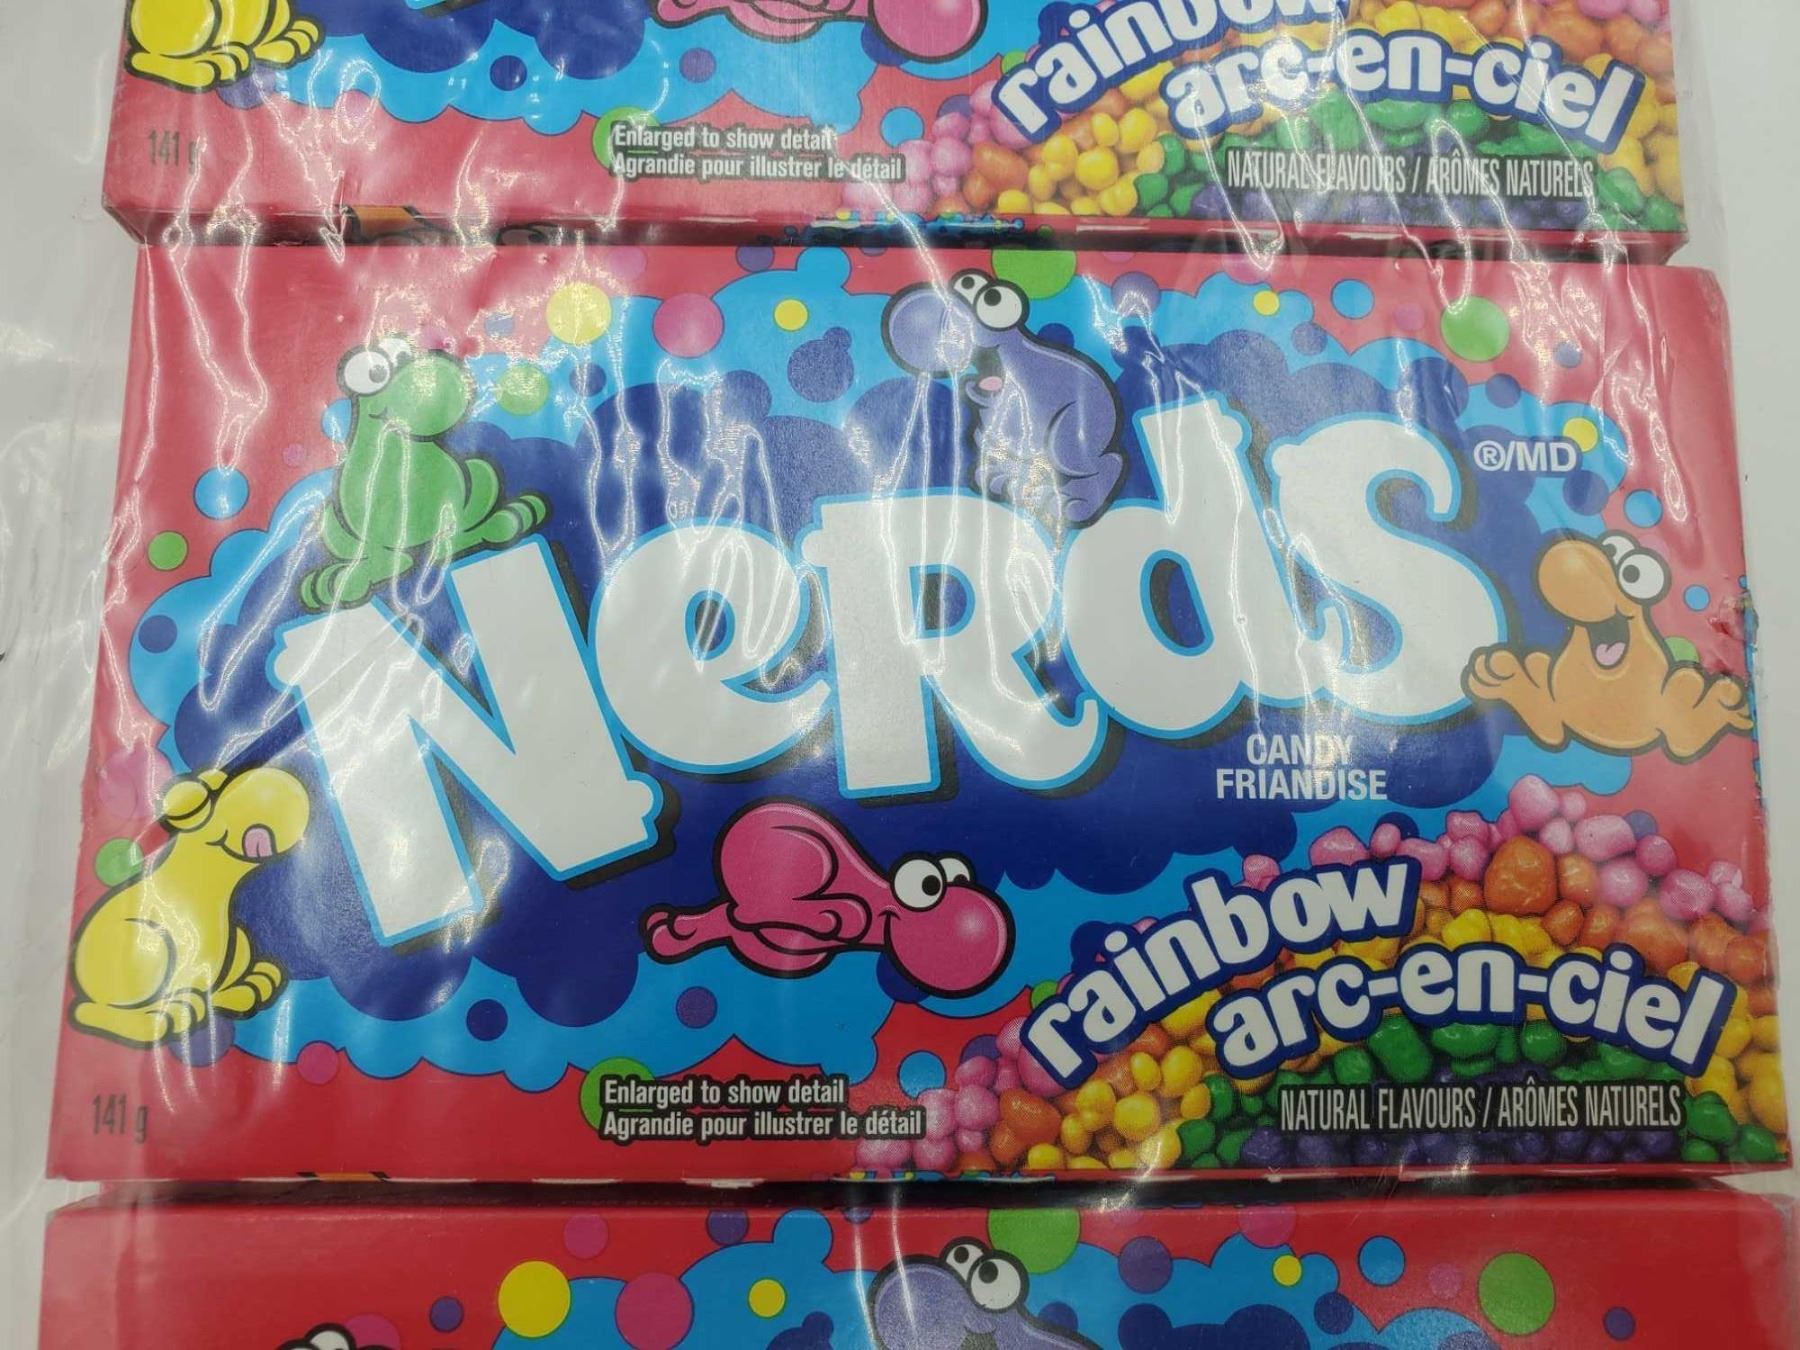 rainbow
arc-en-ciel
141 g
Enlarged to show detail
Agrandie pour illustrer le détail
NATURAL FLAVOURS / ARÔMES NATURELS
Nerds ®/MD
CANDY
FRIANDISE
rainbow
arc-en-ciel
141 g
Enlarged to show detail
Agrandie pour illustrer le détail
NATURAL FLAVOURS / ARÔMES NATURELS